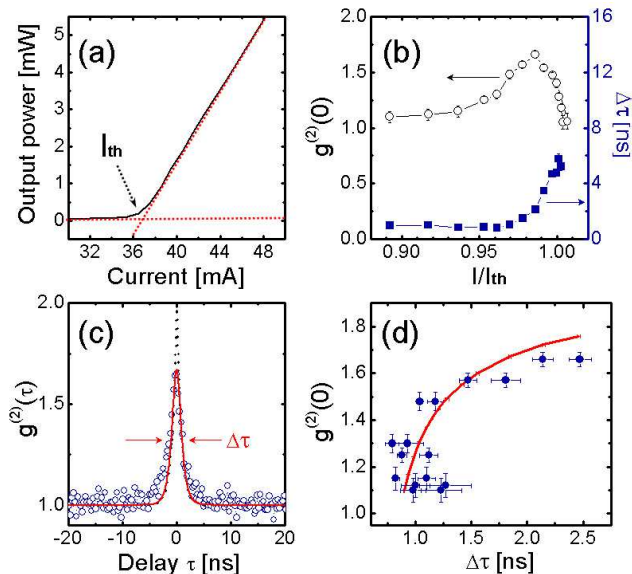 (a)
Output power [mW]
0
1
2
3
4
5
Ith
32
36
40
44
48
Current [mA]
(b)
g(2)(0)
0.0
0.5
1.0
1.5
2.0
0
4
8
12
16
Δτ [ns]
0.90
0.93
0.96
1.00
I/Ith
(c)
g(2)(τ)
1.0
1.5
2.0
Δτ
-20
-10
0
10
20
Delay τ [ns]
(d)
g(2)(0)
1.0
1.2
1.4
1.6
1.8
1.0
1.5
2.0
2.5
Δτ [ns]